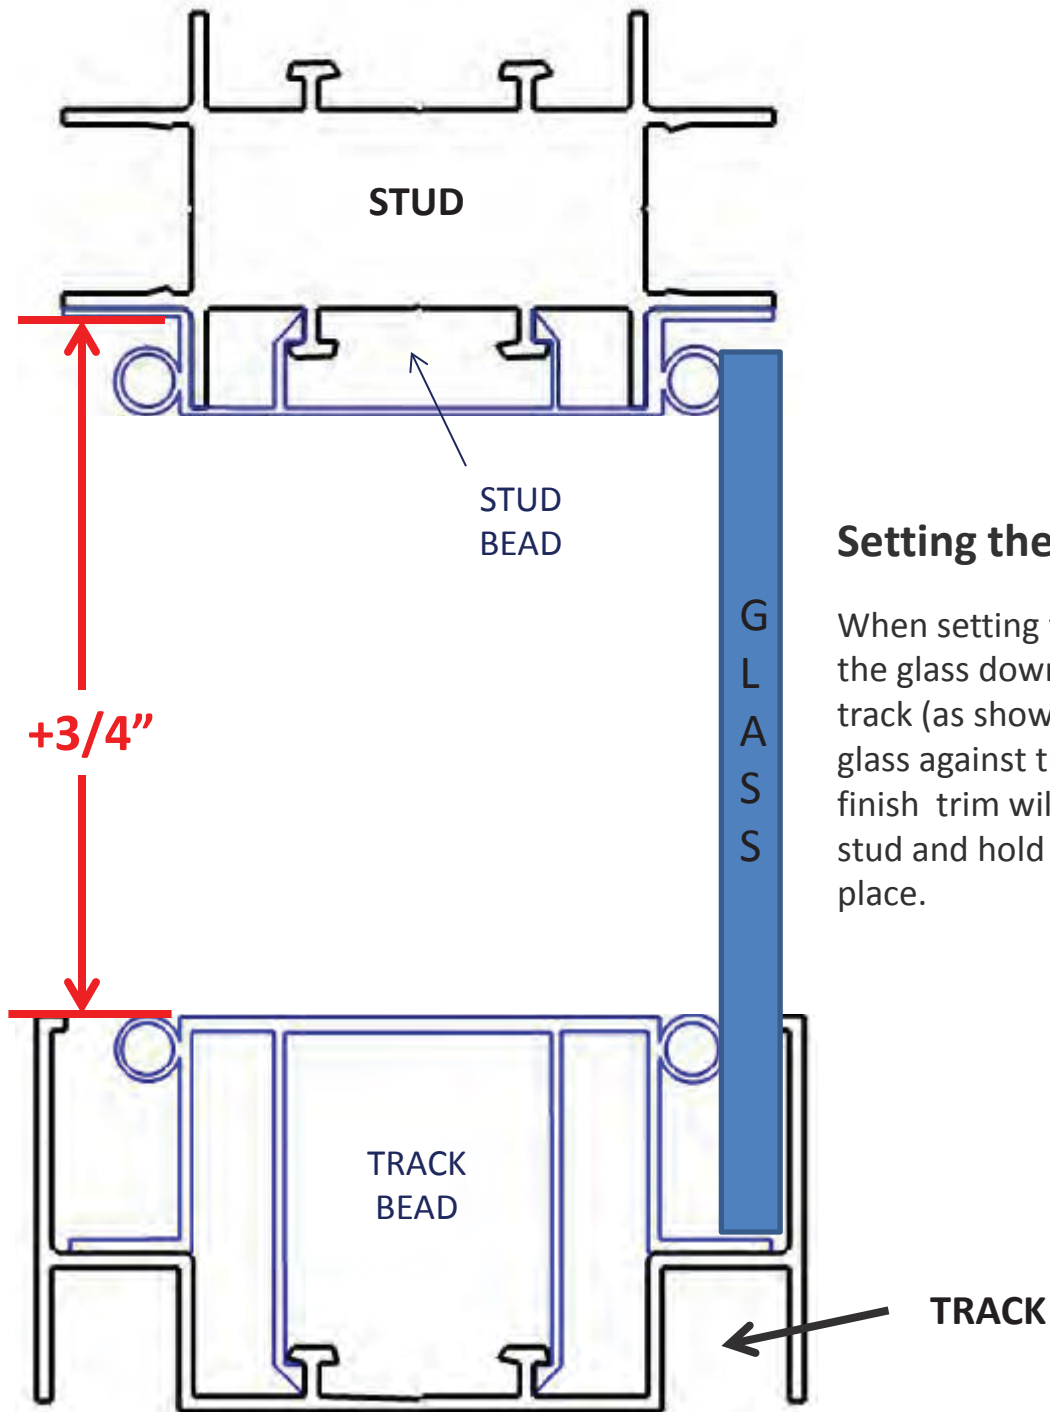 STUD
STUD
BEAD
+3/4”
G
L
A
S
S
Setting the
When setting
the glass down
track (as show
glass against t
finish trim wil
stud and hold
place.
TRACK
BEAD
TRACK